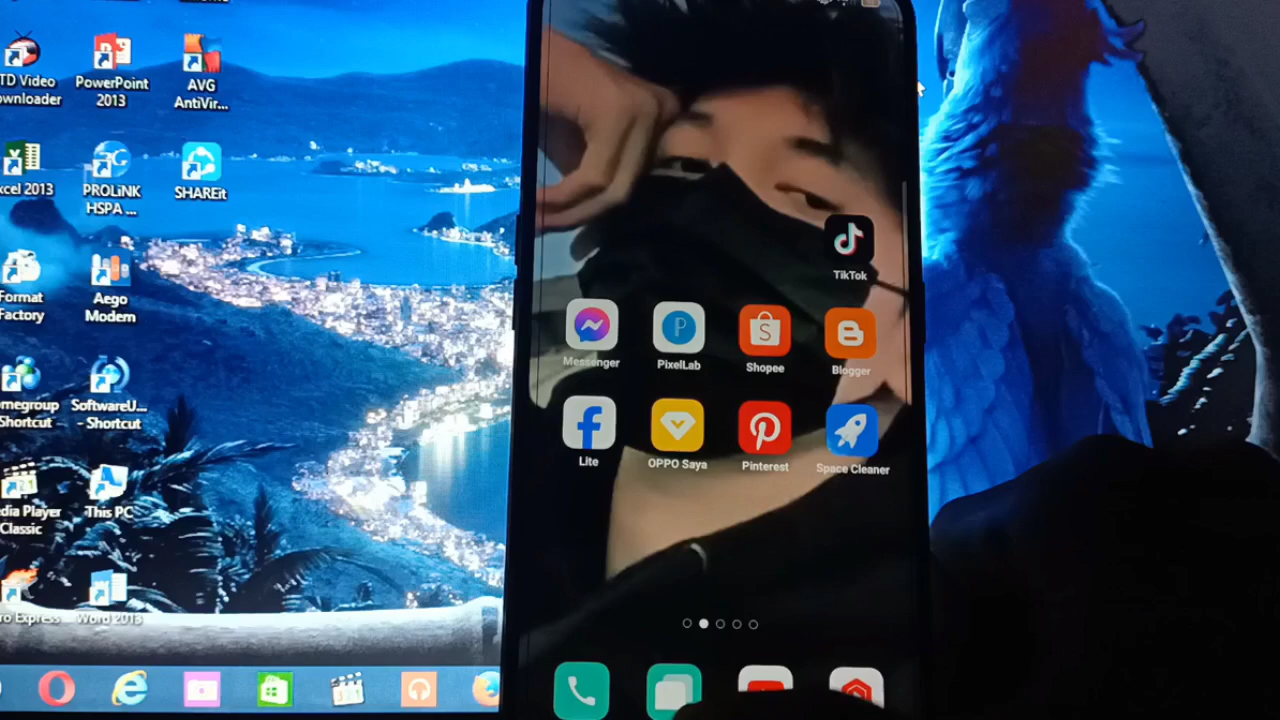 TD Video
ownloader
PowerPoint
2013
AVG
AntiVir...
xcel 2013
PROLiNK
HSPA ...
SHAREit
Format
Factory
Aego
Modem
megroup
Shortcut
SoftwareU...
- Shortcut
dia Player
Classic
This PC
ro Express
Word 2013
TikTok
Messenger
PixelLab
Shopee
Blogger
Lite
OPPO Saya
Pinterest
Space Cleaner